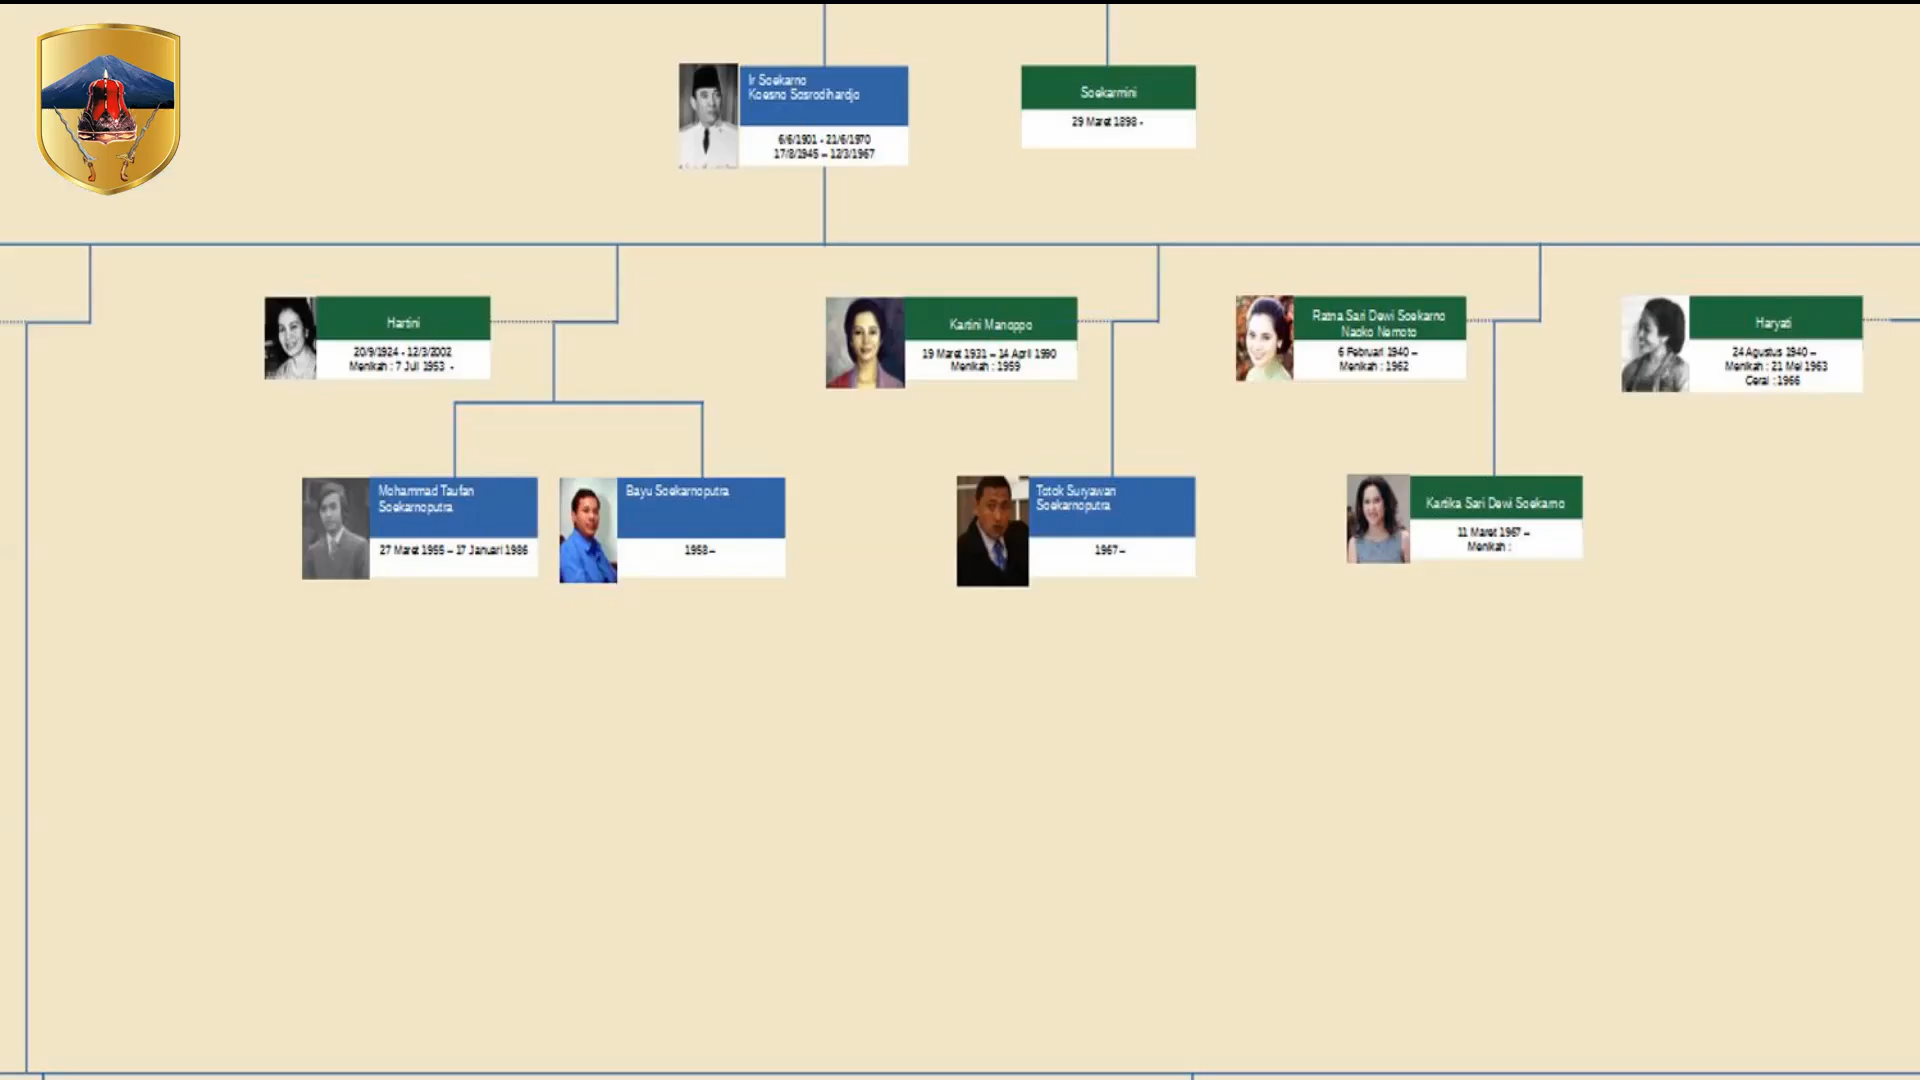 Ir Soekarno
Koesno Sosrodihardjo
6/6/1901 - 21/6/1970
17/8/1945 – 12/3/1967
Soekarmini
29 Maret 1898 -
Hartini
20/9/1924 - 12/3/2002
Menikah : 7 Juli 1953 -
Kartini Manoppo
19 Maret 1931 – 14 April 1990
Menikah : 1959
Ratna Sari Dewi Soekarno
Naoko Nemoto
6 Februari 1940 –
Menikah : 1962
Haryati
24 Agustus 1940 –
Menikah : 21 Mei 1963
Cerai : 1966
Mohammad Taufan
Soekarnoputra
27 Maret 1955 – 17 Januari 1986
Bayu Soekarnoputra
1958 –
Totok Suryawan
Soekarnoputra
1967 –
Kartika Sari Dewi Soekarno
11 Maret 1967 –
Menikah :